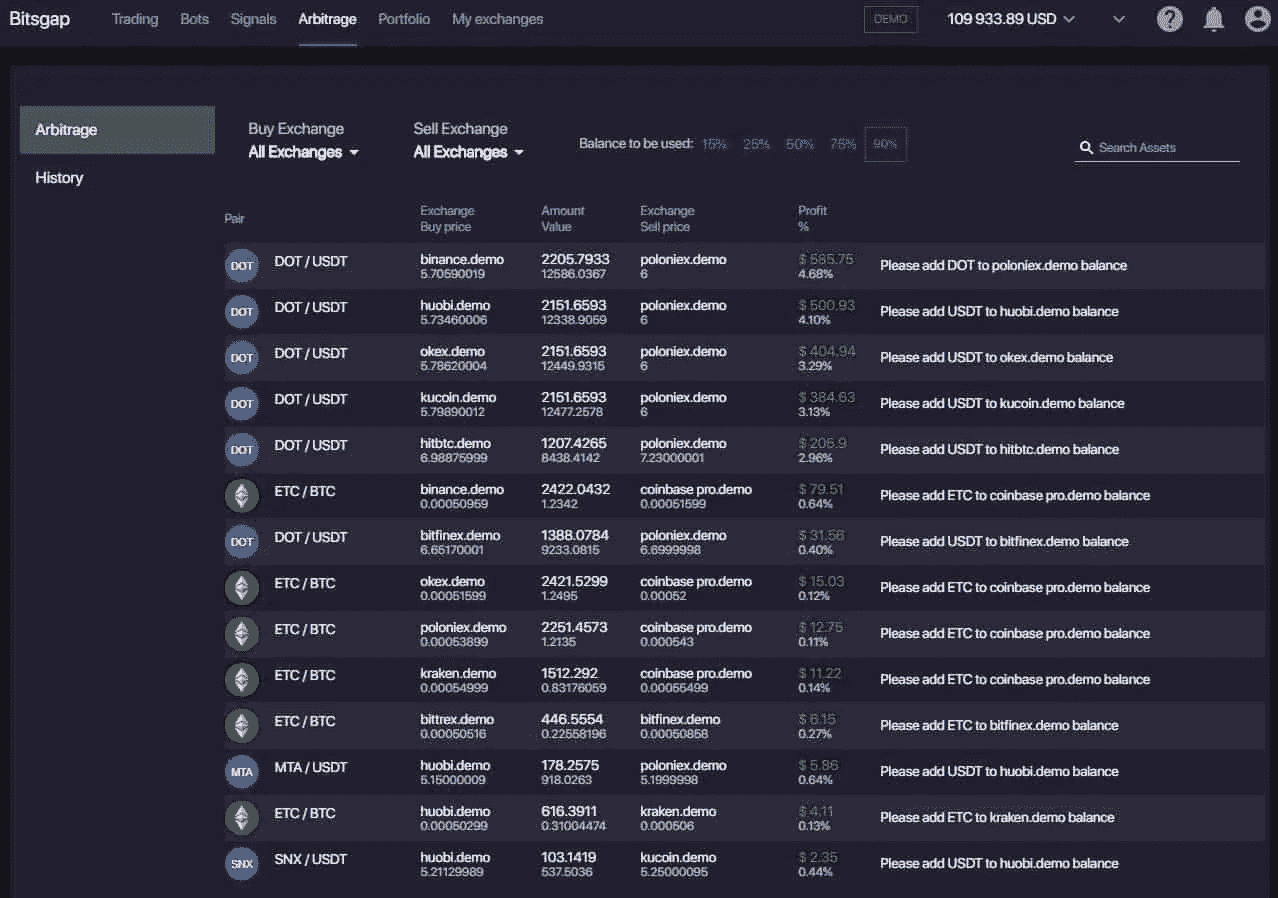 Bitsgap Trading Bots Signals Arbitrage Portfolio My exchanges DEMO 109 933.89 USD
Arbitrage
History
Buy Exchange Sell Exchange
All Exchanges All Exchanges
Balance to be used: 15% 25% 50% 75% 90%
Search Assets
Pair Exchange Amount Exchange Profit
Buy price Value Sell price %
DOT DOT / USDT binance.demo 2205.7933 poloniex.demo $ 585.75 Please add DOT to poloniex.demo balance
5.70590019 12586.0367 6 4.68%
DOT DOT / USDT huobi.demo 2151.6593 poloniex.demo $ 500.93 Please add USDT to huobi.demo balance
5.73460006 12338.9059 6 4.10%
DOT DOT / USDT okex.demo 2151.6593 poloniex.demo $ 404.94 Please add USDT to okex.demo balance
5.78620004 12449.9315 6 3.29%
DOT DOT / USDT kucoin.demo 2151.6593 poloniex.demo $ 384.63 Please add USDT to kucoin.demo balance
5.79890012 12477.2578 6 3.13%
DOT DOT / USDT hitbtc.demo 1207.4265 poloniex.demo $ 205.9 Please add USDT to hitbtc.demo balance
6.98875999 8438.4142 7.23000001 2.96%
ETC / BTC binance.demo 2422.0432 coinbase pro.demo $ 79.51 Please add ETC to coinbase pro.demo balance
0.00050959 1.2342 0.00051599 0.64%
DOT DOT / USDT bitfinex.demo 1388.0784 poloniex.demo $ 31.56 Please add USDT to bitfinex.demo balance
6.65170001 9233.0815 6.6999998 0.40%
ETC / BTC okex.demo 2421.5299 coinbase pro.demo $ 15.03 Please add ETC to coinbase pro.demo balance
0.00051599 1.2495 0.00052 0.12%
ETC / BTC poloniex.demo 2251.4573 coinbase pro.demo $ 12.75 Please add ETC to coinbase pro.demo balance
0.00053899 1.2135 0.000543 0.11%
ETC / BTC kraken.demo 1512.292 coinbase pro.demo $ 11.22 Please add ETC to coinbase pro.demo balance
0.00054999 0.83176059 0.00055499 0.14%
ETC / BTC bittrex.demo 446.5554 bitfinex.demo $ 6.15 Please add ETC to bitfinex.demo balance
0.00050516 0.22558196 0.00050858 0.27%
MTA MTA / USDT huobi.demo 178.2575 poloniex.demo $ 5.86 Please add USDT to huobi.demo balance
5.15000009 918.0263 5.1999998 0.64%
ETC / BTC huobi.demo 616.3911 kraken.demo $ 4.11 Please add ETC to kraken.demo balance
0.00050299 0.31004474 0.000506 0.13%
SNX SNX / USDT huobi.demo 103.1419 kucoin.demo $ 2.35 Please add USDT to huobi.demo balance
5.21129989 537.5036 5.25000095 0.44%